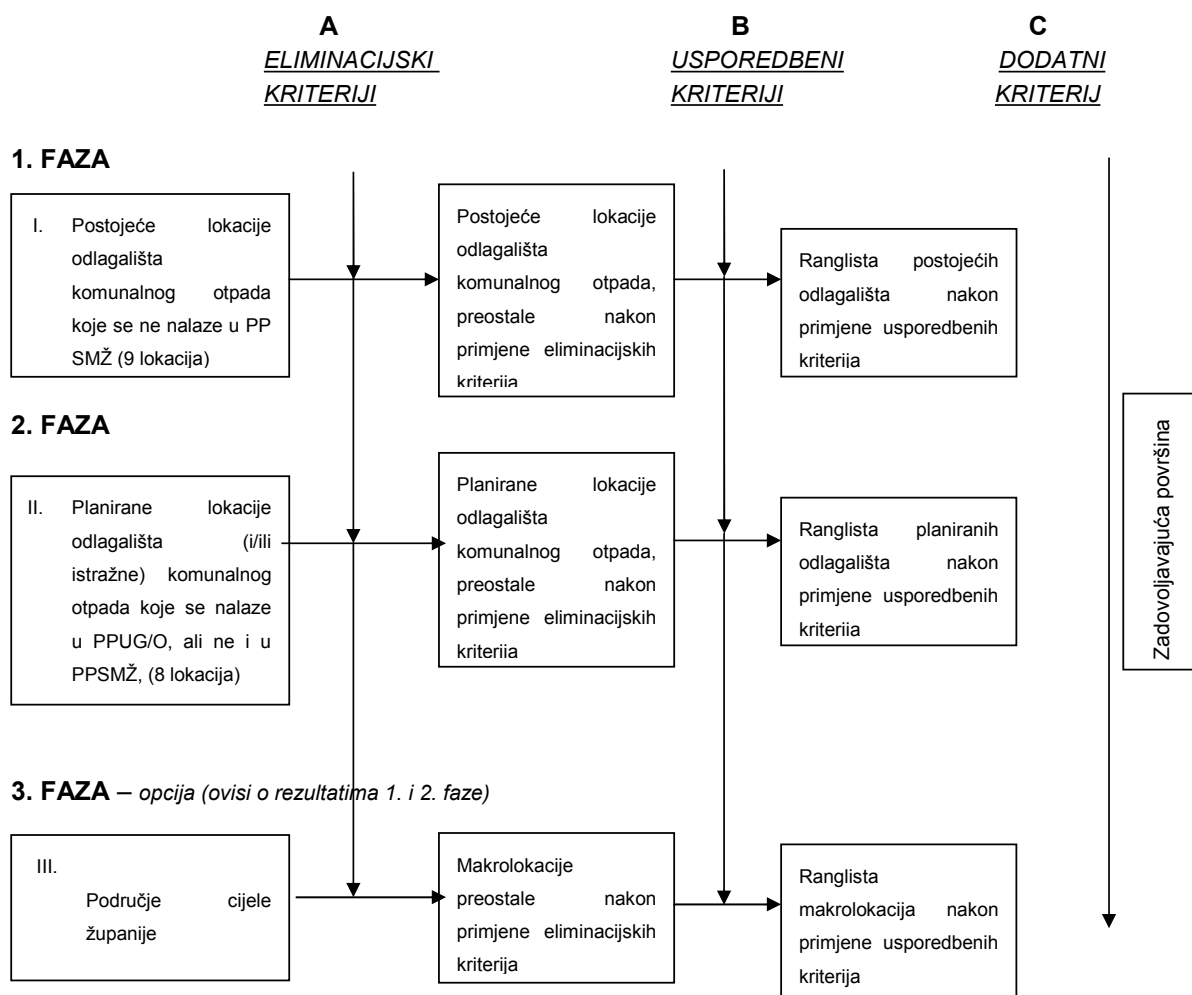 A
ELIMINACIJSKI
KRITERIJI
B
USPOREDBENI
KRITERIJI
C
DODATNI
KRITERIJ
1. FAZA
I. Postojeće lokacije
odlagališta
komunalnog otpada
koje se ne nalaze u PP
SMŽ (9 lokacija)
Postojeće lokacije
odlagališta
komunalnog otpada,
preostale nakon
primjene eliminacijskih
kriterija
Ranglista postojećih
odlagališta nakon
primjene usporedbenih
kriterija
2. FAZA
II. Planirane lokacije
odlagališta (i/ili
istražne) komunalnog
otpada koje se nalaze
u PPUG/O, ali ne i u
PPSMŽ, (8 lokacija)
Planirane lokacije
odlagališta
komunalnog otpada,
preostale nakon
primjene eliminacijskih
kriterija
Ranglista planiranih
odlagališta nakon
primjene usporedbenih
kriterija
Zadovoljavajuća površina
3. FAZA – opcija (ovisi o rezultatima 1. i 2. faze)
III.
Područje cijele
županije
Makrolokacije
preostale nakon
primjene eliminacijskih
kriterija
Ranglista
makrolokacija nakon
primjene usporedbenih
kriterija